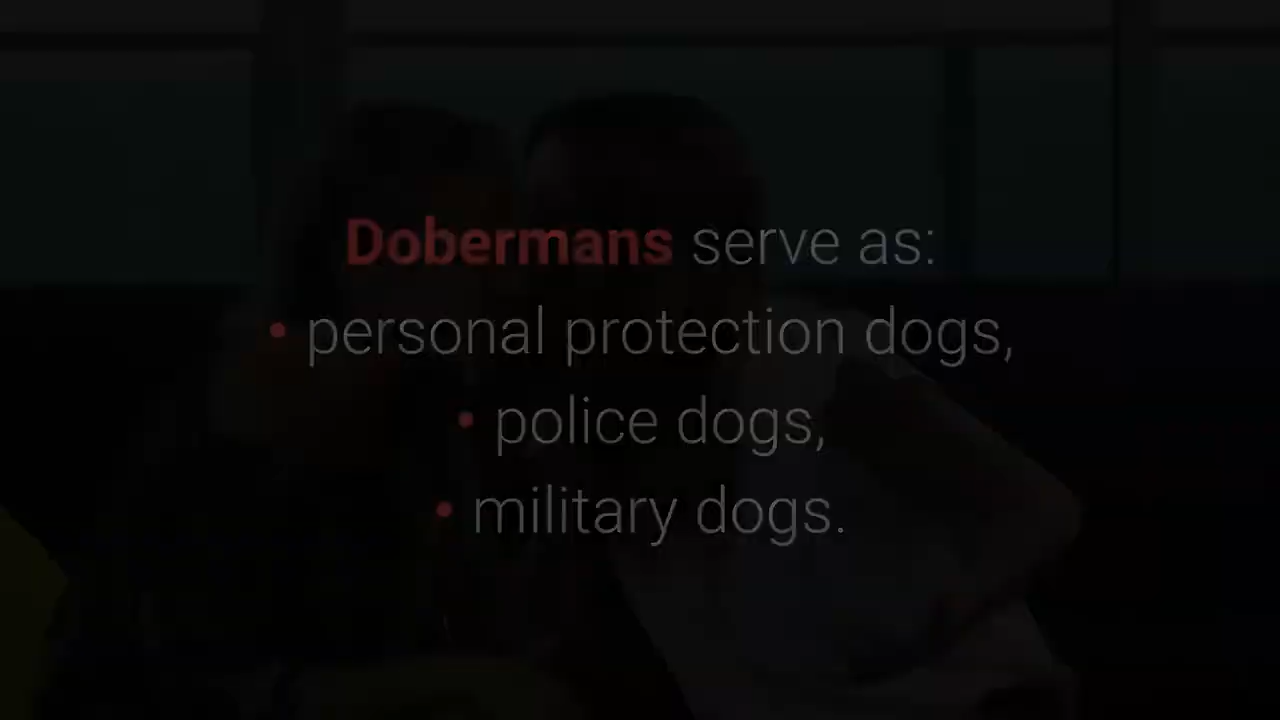 Dobermans serve as:
• personal protection dogs,
• police dogs,
• military dogs.